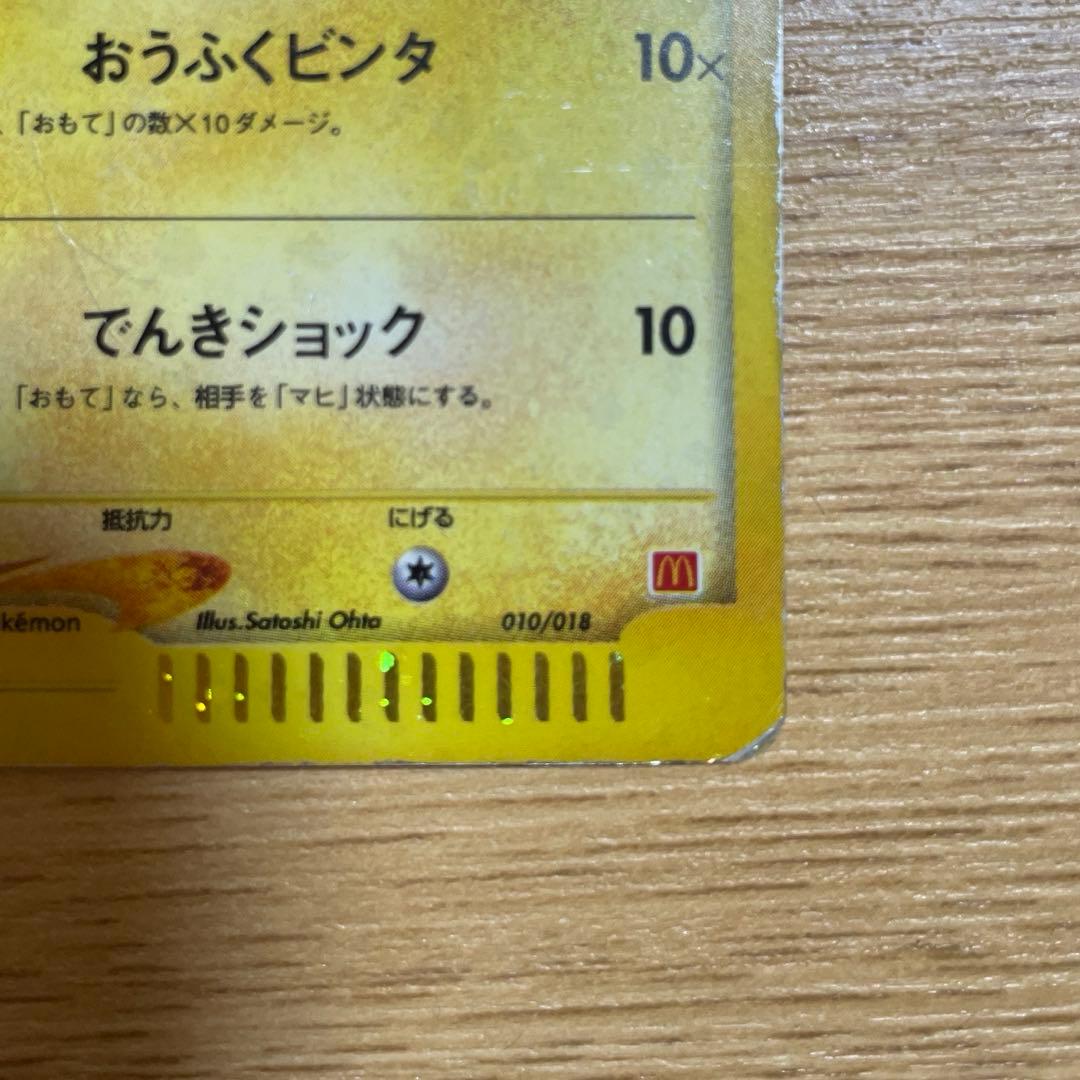 おうふくビンタ 10×
、「おもて」の数×10ダメージ。
でんきショック 10
「おもて」なら、相手を「マヒ」状態にする。
抵抗力 にげる
kémon Illus.Satoshi Ohta 010/018